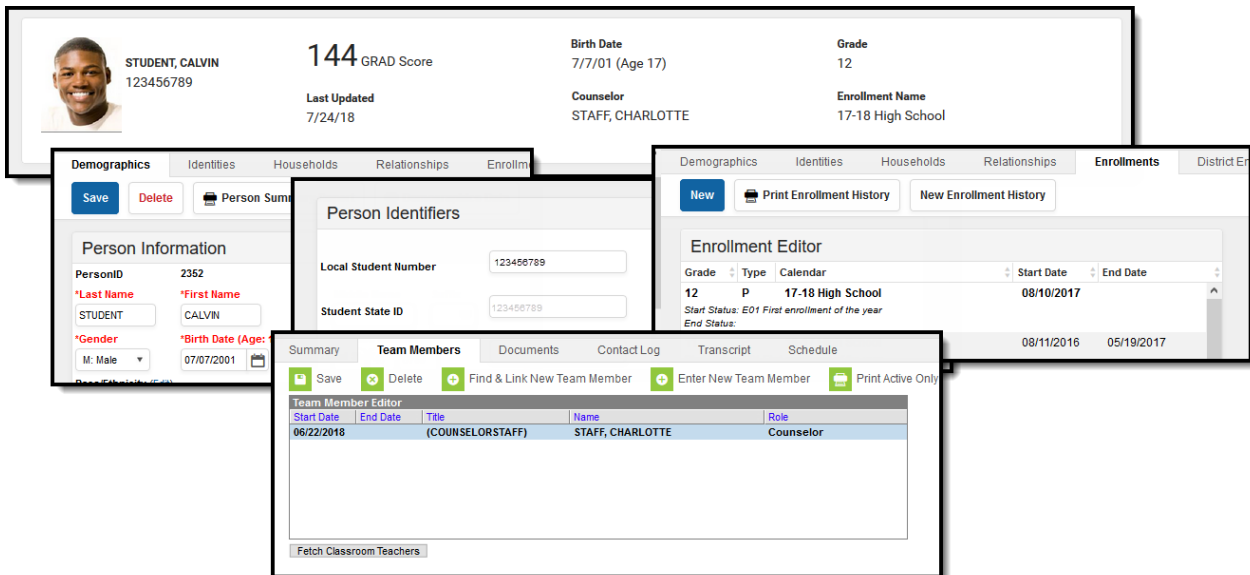 144 GRAD Score
Birth Date
Grade
STUDENT, CALVIN
7/7/01 (Age 17)
12
123456789
Last Updated
Counselor
Enrollment Name
7/24/18
STAFF, CHARLOTTE
17-18 High School
Demographics Identities Households Relationships
Save Delete
Person Information
PersonID 2352
*Last Name *First Name
STUDENT CALVIN
*Gender *Birth Date (Age:
M: Male 07/07/2001
Person Identifiers
Local Student Number 123456789
Student State ID 123456789
Demographics Identities Households Relationships Enrollments District
New Print Enrollment History New Enrollment History
Enrollment Editor
Grade Type Calendar Start Date End Date
12 P 17-18 High School 08/10/2017
Start Status: E01 First enrollment of the year
End Status:
08/11/2016 05/19/2017
Summary Team Members Documents Contact Log Transcript Schedule
Save Delete Find & Link New Team Member Enter New Team Member Print Active Only
Team Member Editor
Start Date End Date Title Name Role
06/22/2018 (COUNSELORSTAFF) STAFF, CHARLOTTE Counselor
Fetch Classroom Teachers